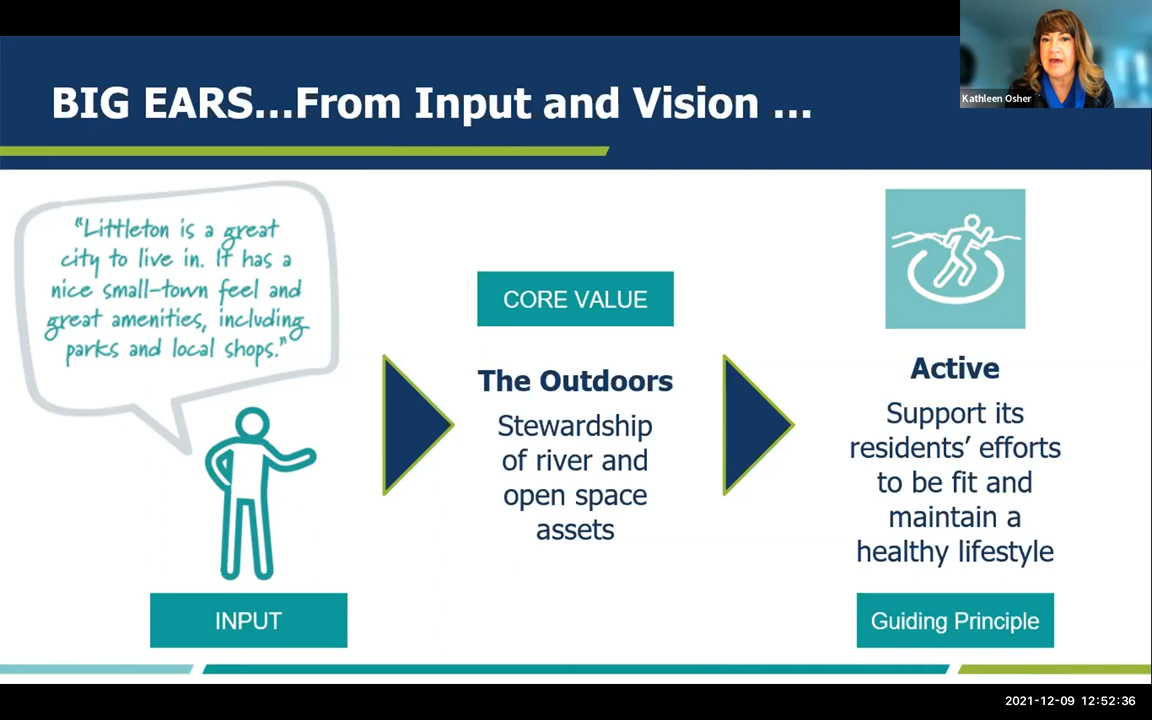 BIG EARS...From Input and Vision ...
Kathleen Osher
"Littleton is a great
city to live in. It has a
nice small-town feel and
great amenities, including
parks and local shops."
INPUT
CORE VALUE
The Outdoors
Stewardship
of river and
open space
assets
Active
Support its
residents' efforts
to be fit and
maintain a
healthy lifestyle
Guiding Principle
2021-12-09 12:52:36